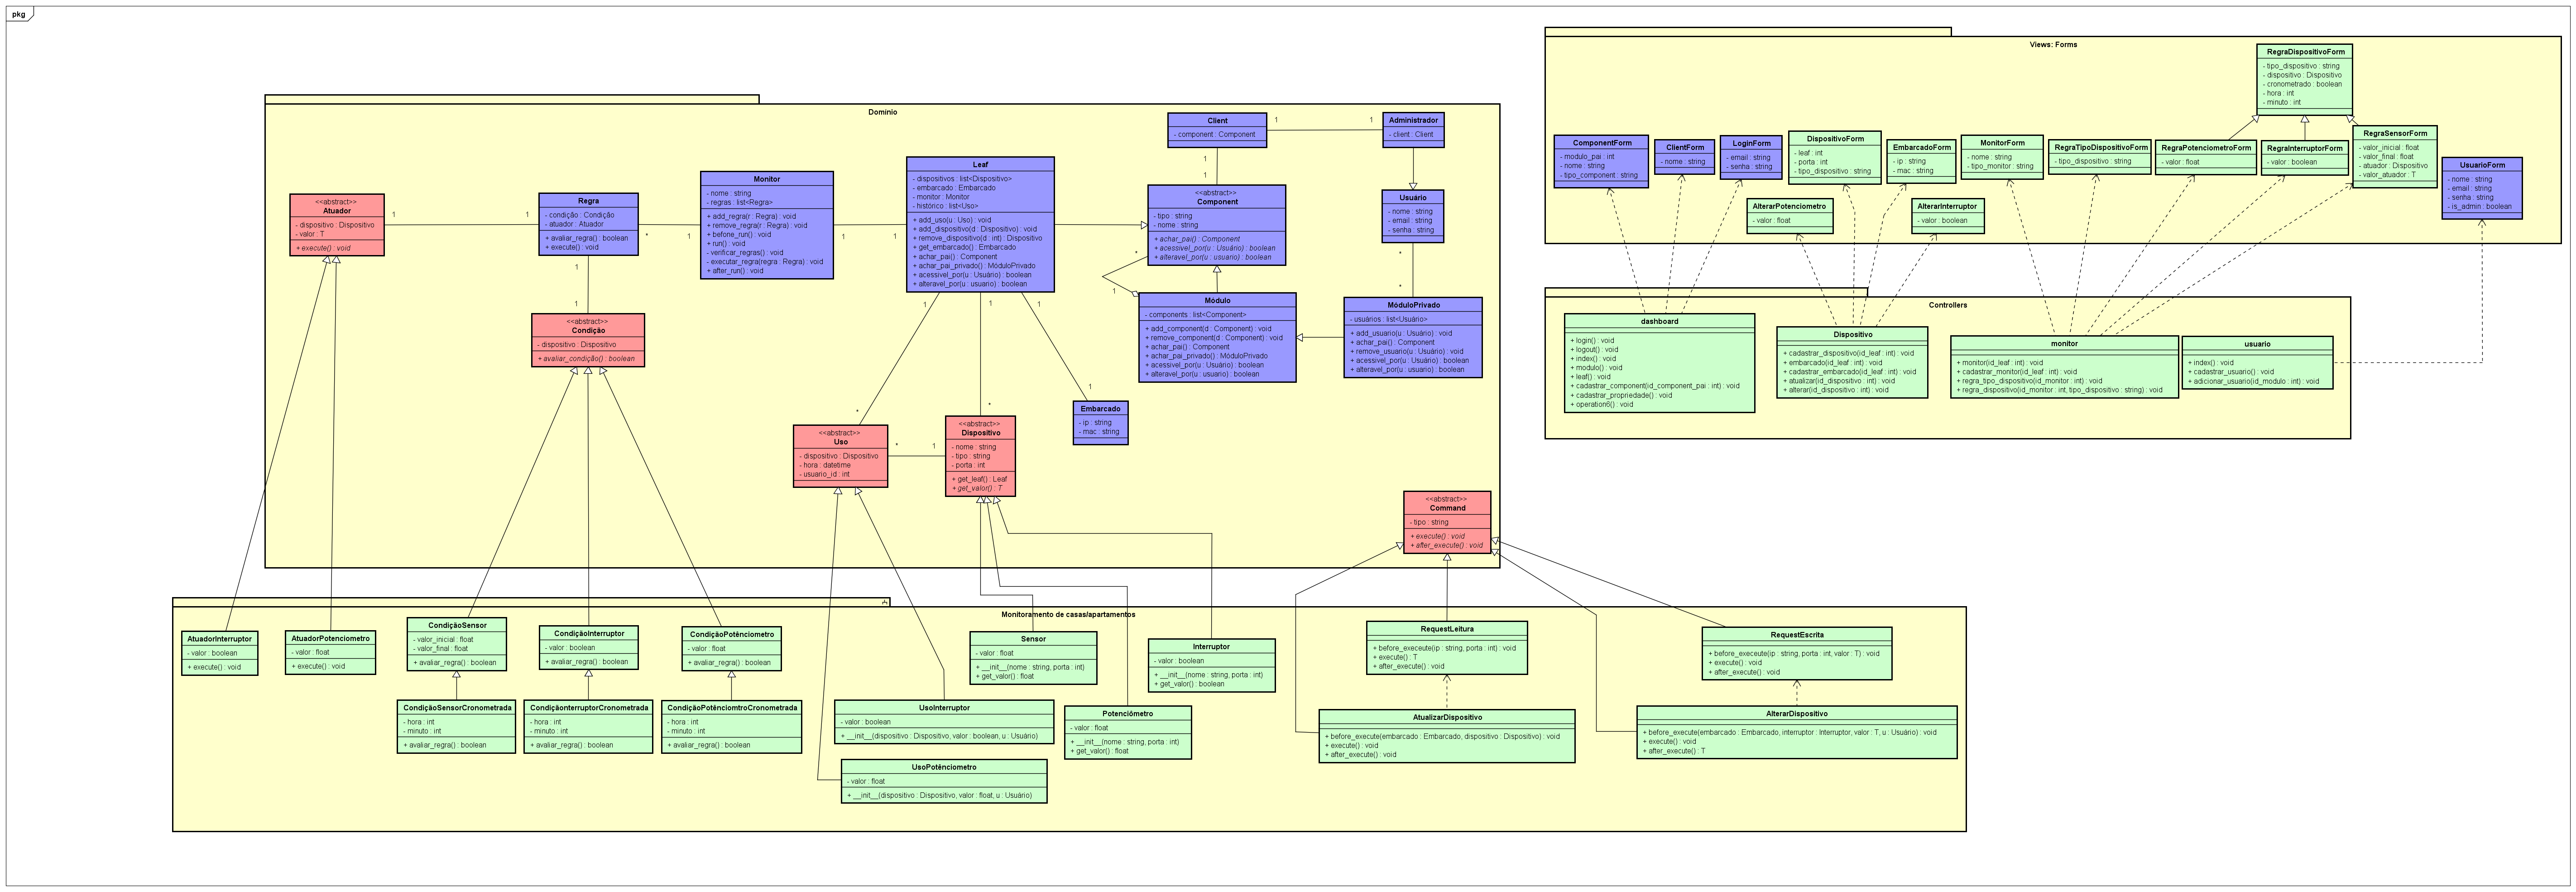 pkg
Domínio
<<abstract>>
Atuador
- dispositivo : Dispositivo
- valor : T
+ execute() : void
1
1
Regra
- condição : Condição
- atuador : Atuador
+ avaliar_regra() : boolean
+ execute() : void
*
1
1
1
Monitor
- nome : string
- regras : list<Regra>
+ add_regra(r : Regra) : void
+ remove_regra(r : Regra) : void
+ befone_run() : void
+ run() : void
- verificar_regras() : void
- executar_regra(regra : Regra) : void
+ after_run() : void
1
1
Leaf
- dispositivos : list<Dispositivo>
- embarcado : Embarcado
- monitor : Monitor
- histórico : list<Uso>
+ add_uso(u : Uso) : void
+ add_dispositivo(d : Dispositivo) : void
+ remove_dispositivo(d : int) : Dispositivo
+ get_embarco() : Embarcado
+ achar_pai() : Component
+ achar_pai_privado() : MóduloPrivado
+ acessivel_por(u : Usuário) : boolean
+ alteravel_por(u : usuario) : boolean
1
1
1
Client
- component : Component
1
1
Administrador
- client : Client
1
1
<<abstract>>
Component
- tipo : string
- nome : string
+ achar_pai() : Component
+ acessivel_por(u : Usuário) : boolean
+ alteravel_por(u : usuario) : boolean
*
1
Usuário
- nome : string
- email : string
- senha : string
*
*
Módulo
- components : list<Component>
+ add_component(d : Component) : void
+ remove_component(d : Component) : void
+ achar_pai() : Component
+ achar_pai_privado() : MóduloPrivado
+ acessivel_por(u : Usuário) : boolean
+ alteravel_por(u : usuario) : boolean
MóduloPrivado
- usuários : list<Usuário>
+ add_usuario(u : Usuário) : void
+ achar_pai() : Component
+ remove_usuario(u : Usuário) : void
+ acessivel_por(u : Usuário) : boolean
+ alteravel_por(u : usuario) : boolean
<<abstract>>
Condição
- dispositivo : Dispositivo
+ avaliar_condição() : boolean
1
Embarcado
- ip : string
- mac : string
*
*
<<abstract>>
Uso
- dispositivo : Dispositivo
- hora : datetime
- usuario_id : int
*
1
<<abstract>>
Dispositivo
- nome : string
- tipo : string
- porta : int
+ get_leaf() : Leaf
+ get_valor() : T
<<abstract>>
Command
- tipo : string
+ execute() : void
+ after_execute() : void
Monitoramento de casas/apartamentos
AtuadorInterruptor
- valor : boolean
+ execute() : void
AtuadorPotenciometro
- valor : float
+ execute() : void
CondiçãoSensor
- valor_inicial : float
- valor_final : float
+ avaliar_regra() : boolean
CondiçãoInterruptor
- valor : boolean
+ avaliar_regra() : boolean
CondiçãoPotênciometro
- valor : float
+ avaliar_regra() : boolean
CondiçãoSensorCronometrada
- hora : int
- minuto : int
+ avaliar_regra() : boolean
CondiçãonterruptorCronometrada
- hora : int
- minuto : int
+ avaliar_regra() : boolean
CondiçãoPotênciomtroCronometrada
- hora : int
- minuto : int
+ avaliar_regra() : boolean
UsoInterruptor
- valor : boolean
+ __init__(dispositivo : Dispositivo, valor : boolean, u : Usuário)
UsoPotênciometro
- valor : float
+ __init__(dispositivo : Dispositivo, valor : float, u : Usuário)
Sensor
- valor : float
+ __init__(nome : string, porta : int)
+ get_valor() : float
Potenciômetro
- valor : float
+ __init__(nome : string, porta : int)
+ get_valor() : float
Interruptor
- valor : boolean
+ __init__(nome : string, porta : int)
+ get_valor() : boolean
RequestLeitura
+ before_execeute(ip : string, porta : int) : void
+ execute() : T
+ after_execute() : void
AtualizarDispositivo
+ before_execute(embarcado : Embarcado, dispositivo : Dispositivo) : void
+ execute() : void
+ after_execute() : void
RequestEscrita
+ before_execeute(ip : string, porta : int, valor : T) : void
+ execute() : void
+ after_execute() : void
AlterarDispositivo
+ before_execute(embarcado : Embarcado, interruptor : Interruptor, valor : T, u : Usuário) : void
+ execute() : void
+ after_execute() : T
Views: Forms
RegraDispositivoForm
- tipo_dispositivo : string
- dispositivo : Dispositivo
- cronometrado : boolean
- hora : int
- minuto : int
ComponentForm
- modulo_pai : int
- nome : string
- tipo_component : string
ClientForm
- nome : string
LoginForm
- email : string
- senha : string
DispositivoForm
- leaf : int
- porta : int
- tipo_dispositivo : string
EmbarcadoForm
- ip : string
- mac : string
MonitorForm
- nome : string
- tipo_monitor : string
RegraTipoDispositivoForm
- tipo_dispositivo : string
RegraPotenciometroForm
- valor : float
RegraInterruptorForm
- valor : boolean
RegraSensorForm
- valor_inicial : float
- valor_final : float
- atuador : Dispositivo
- valor_atuador : T
UsuarioForm
- nome : string
- email : string
- senha : string
- is_admin : boolean
AlterarPotenciometro
- valor : float
AlterarInterruptor
- valor : boolean
Controllers
dashboard
+ login() : void
+ logout() : void
+ index() : void
+ modulo() : void
+ leaf() : void
+ cadastrar_component(id_component_pai : int) : void
+ cadastrar_propriedade() : void
+ operation6() : void
Dispositivo
+ cadastrar_dispositivo(id_leaf : int) : void
+ embarcado(id_leaf : int) : void
+ cadastrar_embarcado(id_leaf : int) : void
+ atualizar(id_dispositivo : int) : void
+ alterar(id_dispositivo : int) : void
monitor
+ monitor(id_leaf : int) : void
+ cadastrar_monitor(id_leaf : int) : void
+ regra_tipo_dispositivo(id_monitor : int) : void
+ regra_dispositivo(id_monitor : int, tipo_dispositivo : string) : void
usuario
+ index() : void
+ cadastrar_usuario() : void
+ adicionar_usuario(id_modulo : int) : void